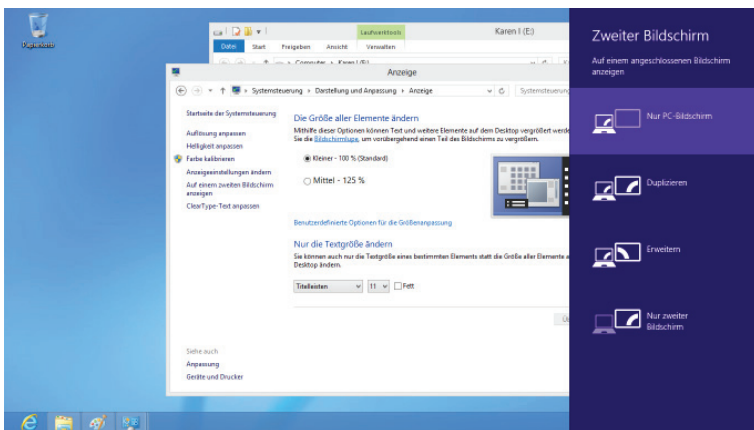 Papierkorb
Laufwerktools
Karen I (E:)
Datei Start Freigeben Ansicht Verwalten
Computer Karen I (E:)
Anzeige
Systemsteuerung Darstellung und Anpassung Anzeige
Systemsteuerung
Startseite der Systemsteuerung
Auflösung anpassen
Helligkeit anpassen
Farbe kalibrieren
Anzeigeeinstellungen ändern
Auf einem zweiten Bildschirm
anzeigen
ClearType-Text anpassen
Die Größe aller Elemente ändern
Mithilfe dieser Optionen können Text und weitere Elemente auf dem Desktop vergrößert werde
Sie die Bildschirmlupe, um vorübergehend einen Teil des Bildschirms zu vergrößern.
Kleiner - 100 % (Standard)
Mittel - 125 %
Benutzerdefinierte Optionen für die Größenanpassung
Nur die Textgröße ändern
Sie können auch nur die Textgröße eines bestimmten Elements statt die Größe aller Elemente a
Desktop ändern.
Titelleisten 11 Fett
Siehe auch
Anpassung
Geräte und Drucker
Zweiter Bildschirm
Auf einem angeschlossenen Bildschirm
anzeigen
Nur PC-Bildschirm
Duplizieren
Erweitern
Nur zweiter
Bildschirm